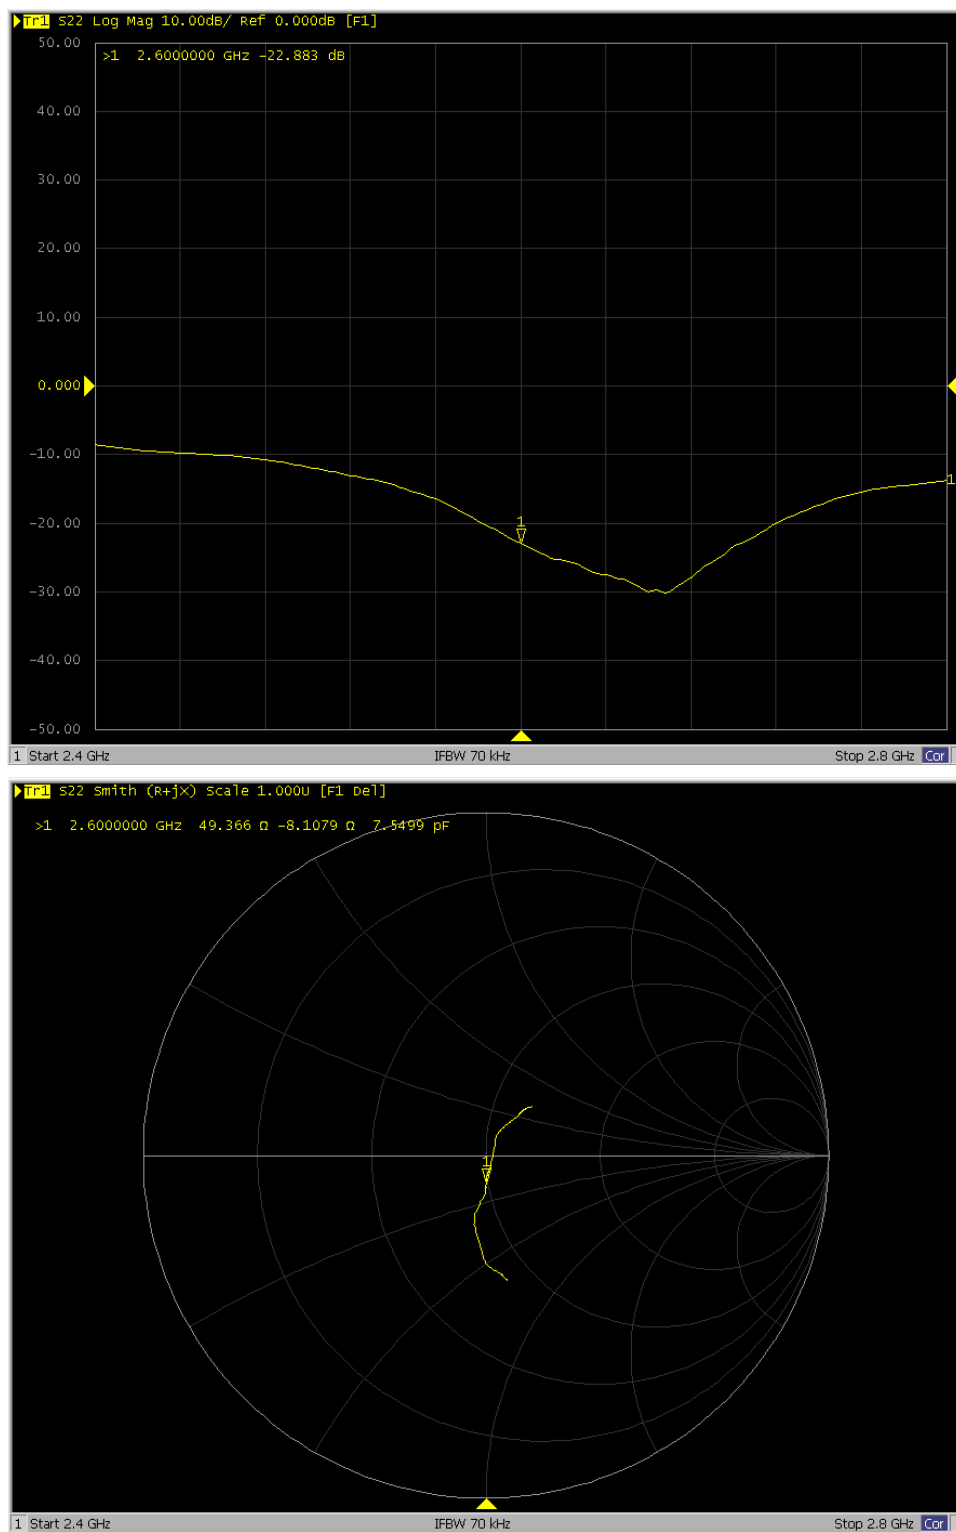 Tr1 S22 Log Mag 10.00dB/ Ref 0.000dB [F1]
50.00
>1 2.6000000 GHz -22.883 dB
40.00
30.00
20.00
10.00
0.000
-10.00
1
1
-20.00
-30.00
-40.00
-50.00
1 Start 2.4 GHz IFBW 70 kHz Stop 2.8 GHz Cor
Tr1 S22 Smith (R+jX) Scale 1.000U [F1 Del]
>1 2.6000000 GHz 49.366 Ω -8.1079 Ω 7.5499 pF
1
1 Start 2.4 GHz IFBW 70 kHz Stop 2.8 GHz Cor